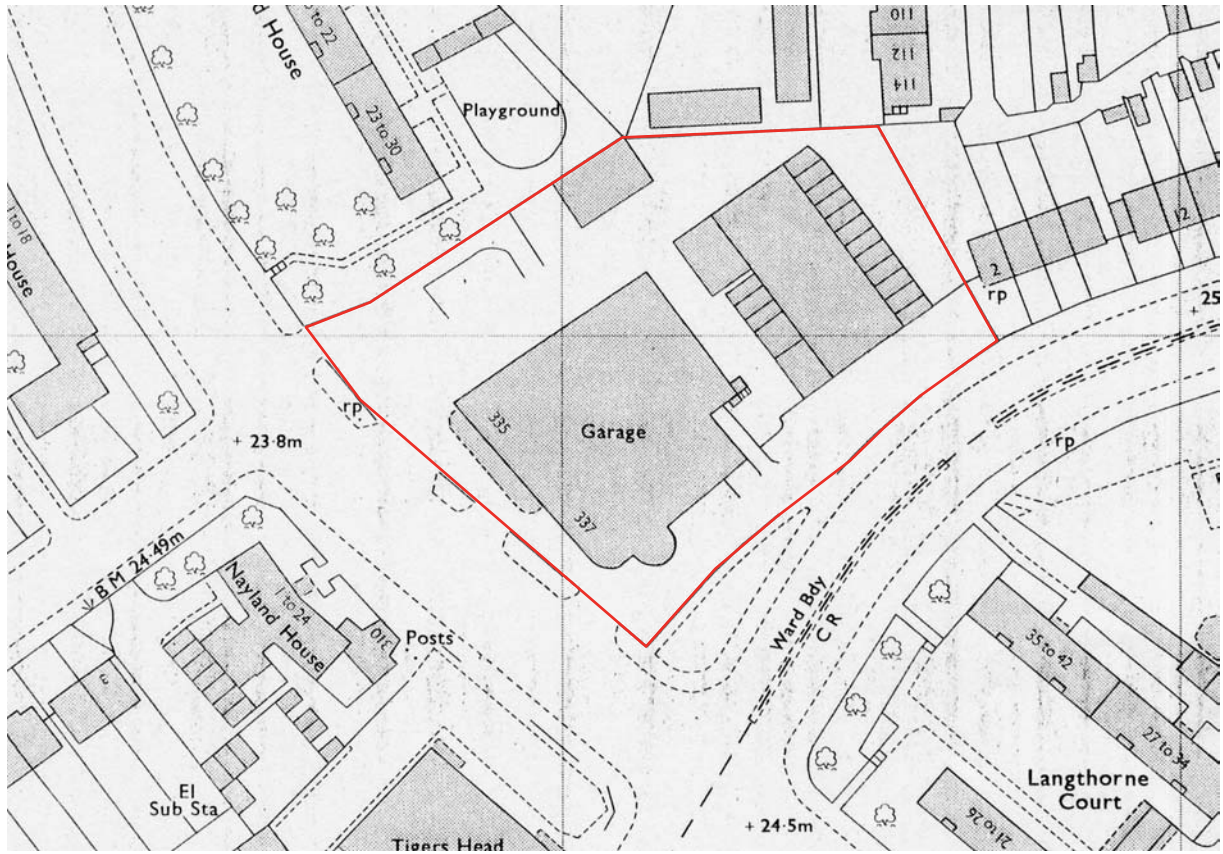 to 22
d House
23 to 30
Playground
110
112
114
1 to 18
House
2
rp
12
25
rp
335
Garage
337
+ 23·8m
rp
B M 24·49m
Nayland House
1 to 24
310
Posts
3
El
Sub Sta
Ward Bdy
C R
35 to 42
27 to 34
Langthorne
Court
21 to 26
+ 24·5m
Tigers Head